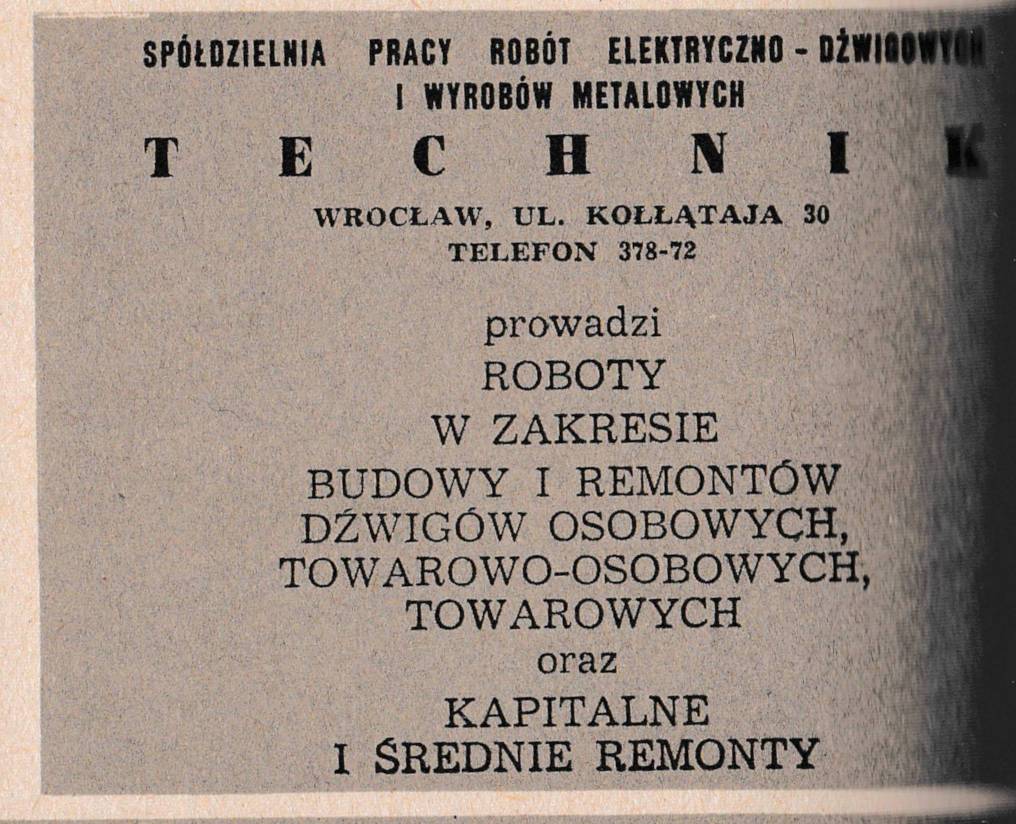 SPÓŁDZIELNIA PRACY ROBÓT ELEKTRYCZNO - DŹWIGOWYCH
I WYROBÓW METALOWYCH
T E C H N I K
WROCŁAW, UL. KOŁŁĄTAJA 30
TELEFON 378-72
prowadzi
ROBOTY
W ZAKRESIE
BUDOWY I REMONTÓW
DŹWIGÓW OSOBOWYCH,
TOWAROWO-OSOBOWYCH,
TOWAROWYCH
oraz
KAPITALNE
I ŚREDNIE REMONTY